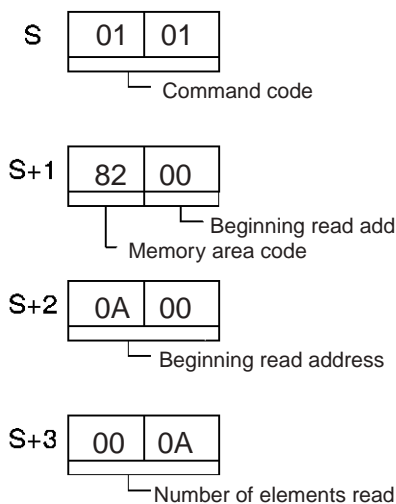 S 01 01
Command code
S+1 82 00
Beginning read add
Memory area code
S+2 0A 00
Beginning read address
S+3 00 0A
Number of elements read